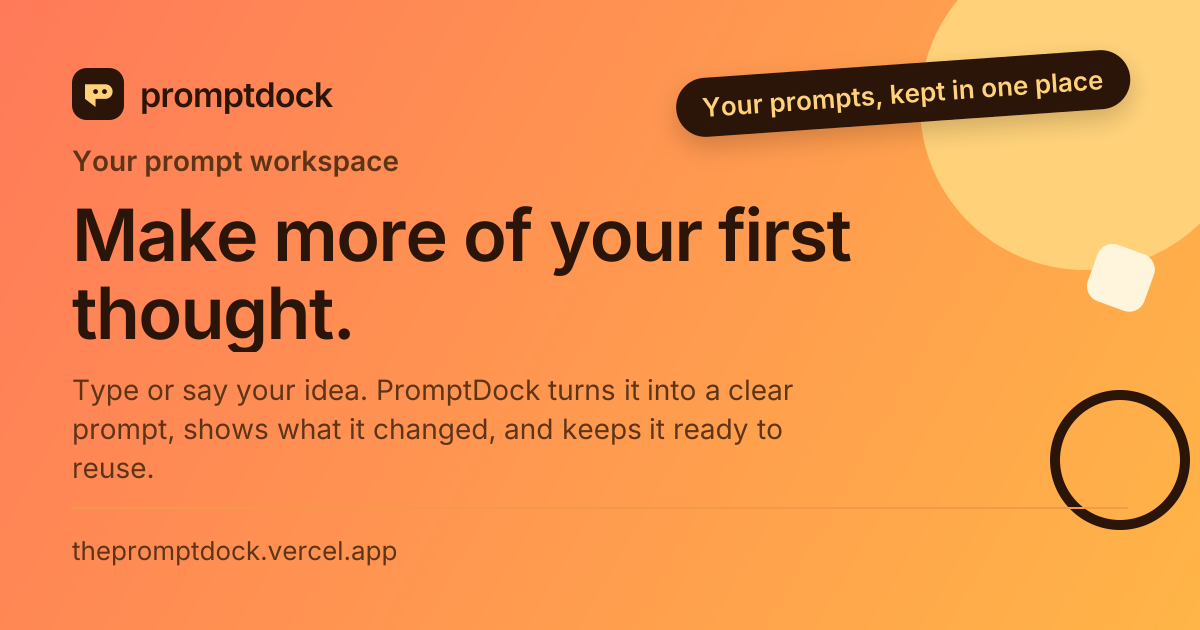 promptdock
Your prompts, kept in one place
Your prompt workspace
Make more of your first
thought.
Type or say your idea. PromptDock turns it into a clear
prompt, shows what it changed, and keeps it ready to
reuse.
thepromptdock.vercel.app